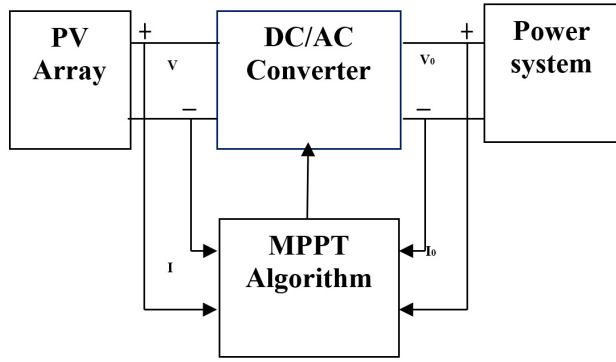 PV
Array
+
V
−
I
DC/AC
Converter
V₀
+
−
Power
system
MPPT
Algorithm
I₀